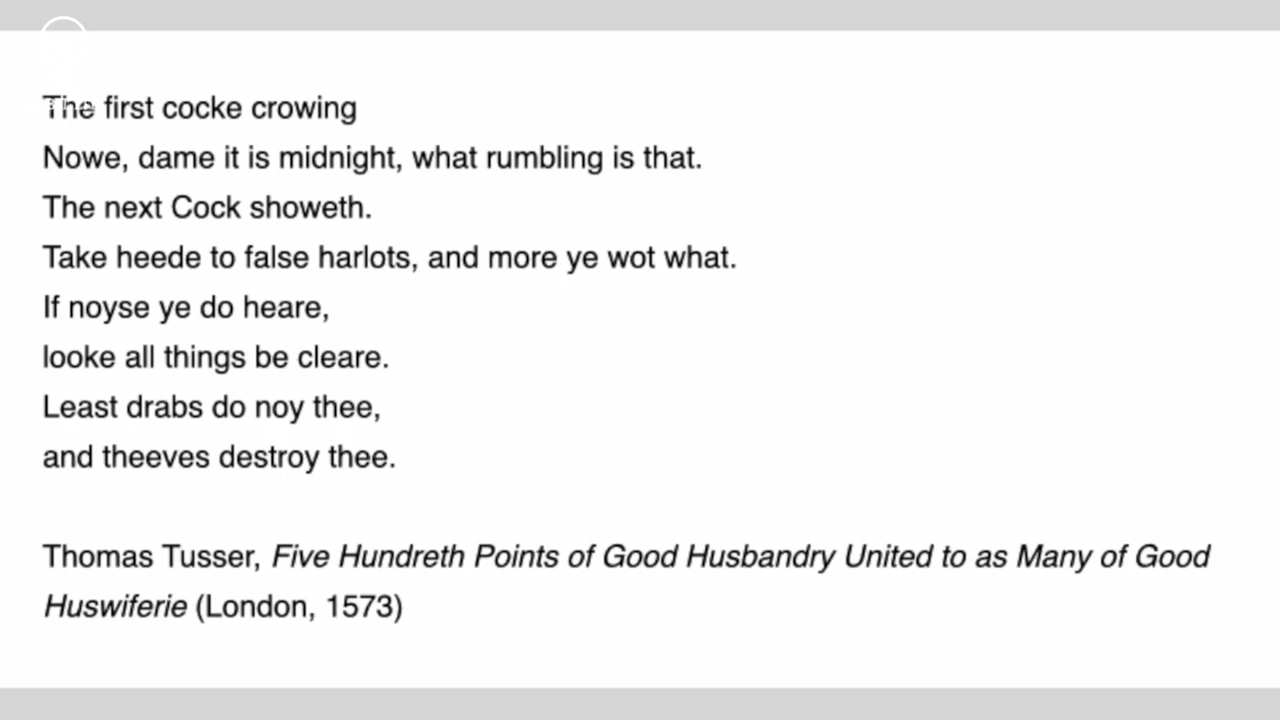 The first cocke crowing
Nowe, dame it is midnight, what rumbling is that.
The next Cock showeth.
Take heede to false harlots, and more ye wot what.
If noyse ye do heare,
looke all things be cleare.
Least drabs do noy thee,
and theeves destroy thee.
Thomas Tusser, Five Hundreth Points of Good Husbandry United to as Many of Good
Huswiferie (London, 1573)